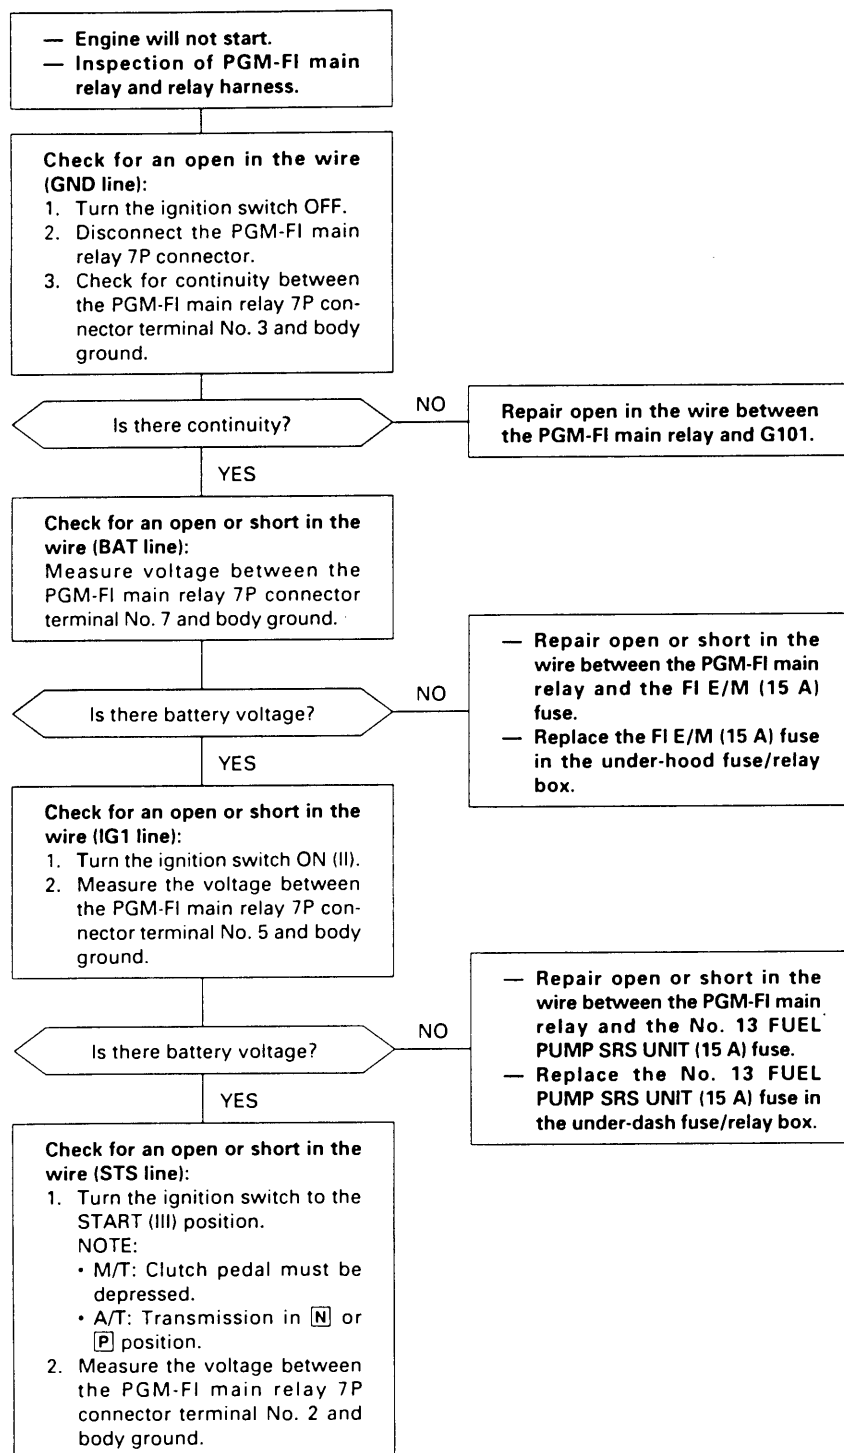 — Engine will not start.
— Inspection of PGM-FI main
relay and relay harness.
Check for an open in the wire
(GND line):
1. Turn the ignition switch OFF.
2. Disconnect the PGM-FI main
relay 7P connector.
3. Check for continuity between
the PGM-FI main relay 7P con-
nector terminal No. 3 and body
ground.
Is there continuity?
NO
Repair open in the wire between
the PGM-FI main relay and G101.
YES
Check for an open or short in the
wire (BAT line):
Measure voltage between the
PGM-FI main relay 7P connector
terminal No. 7 and body ground.
Is there battery voltage?
NO
— Repair open or short in the
wire between the PGM-FI main
relay and the FI E/M (15 A)
fuse.
— Replace the FI E/M (15 A) fuse
in the under-hood fuse/relay
box.
YES
Check for an open or short in the
wire (IG1 line):
1. Turn the ignition switch ON (II).
2. Measure the voltage between
the PGM-FI main relay 7P con-
nector terminal No. 5 and body
ground.
Is there battery voltage?
NO
— Repair open or short in the
wire between the PGM-FI main
relay and the No. 13 FUEL
PUMP SRS UNIT (15 A) fuse.
— Replace the No. 13 FUEL
PUMP SRS UNIT (15 A) fuse in
the under-dash fuse/relay box.
YES
Check for an open or short in the
wire (STS line):
1. Turn the ignition switch to the
START (III) position.
NOTE:
• M/T: Clutch pedal must be
depressed.
• A/T: Transmission in N or
P position.
2. Measure the voltage between
the PGM-FI main relay 7P
connector terminal No. 2 and
body ground.